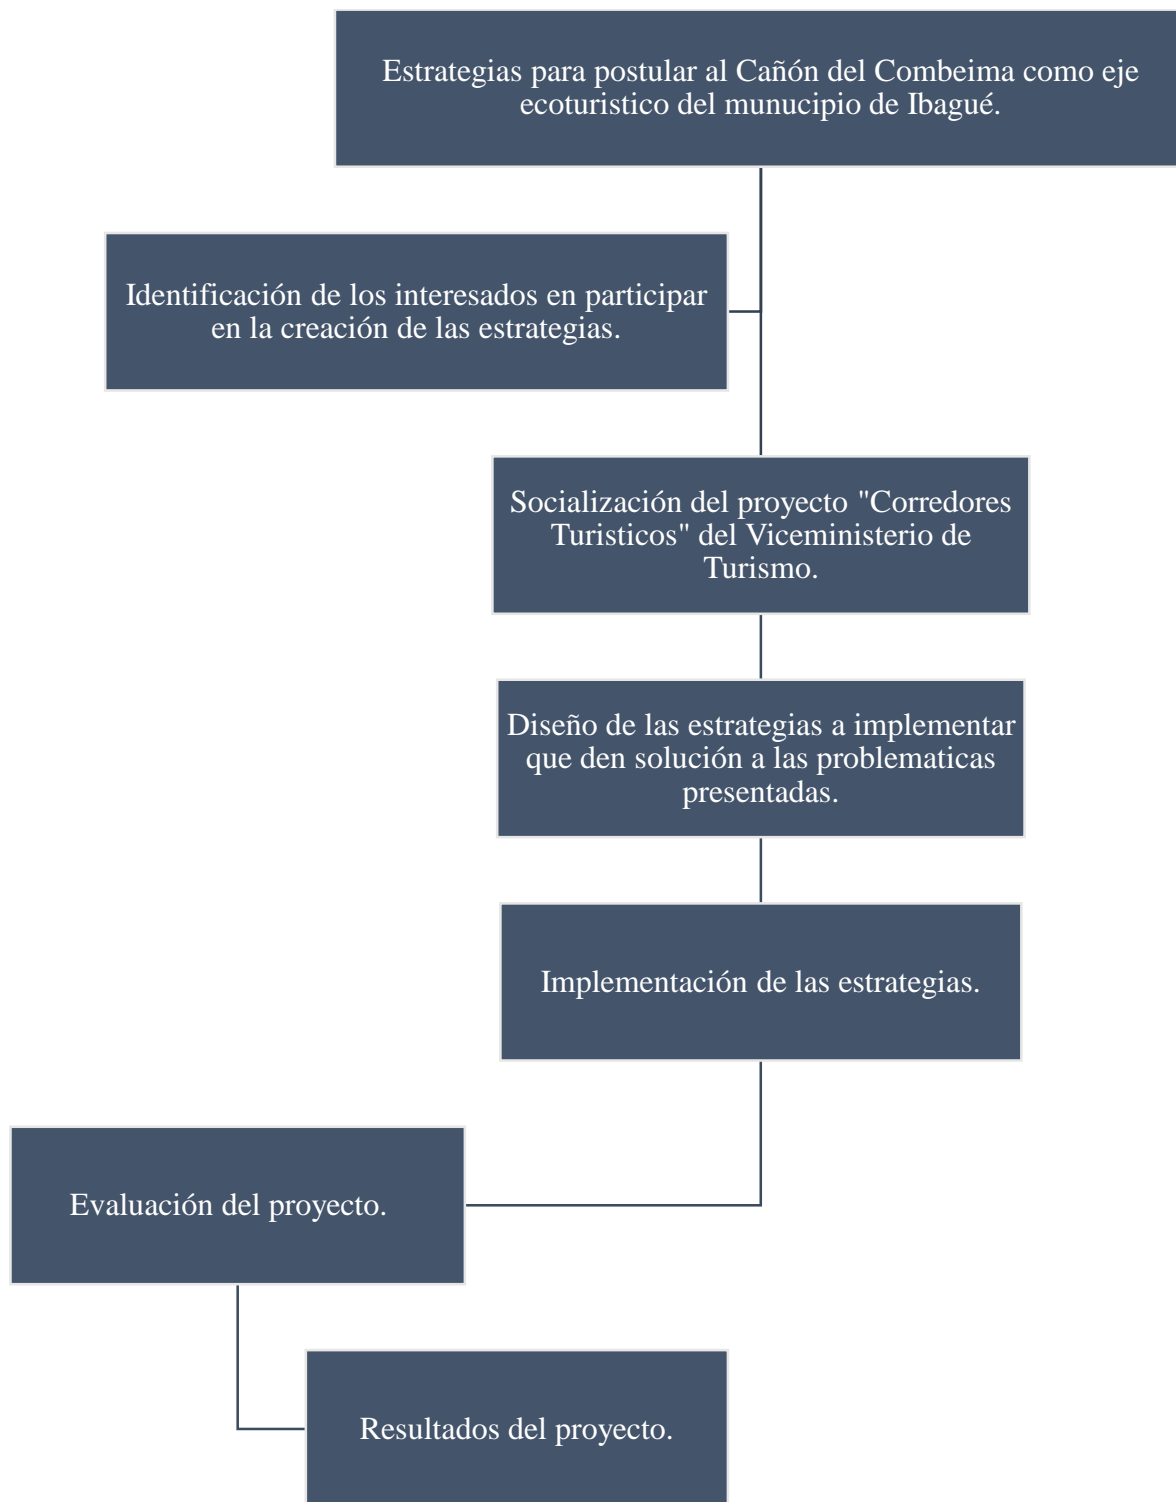 Estrategias para postular al Cañón del Combeima como eje
ecoturistico del munucipio de Ibagué.
Identificación de los interesados en participar
en la creación de las estrategias.
Socialización del proyecto "Corredores
Turisticos" del Viceministerio de
Turismo.
Diseño de las estrategias a implementar
que den solución a las problematicas
presentadas.
Implementación de las estrategias.
Evaluación del proyecto.
Resultados del proyecto.